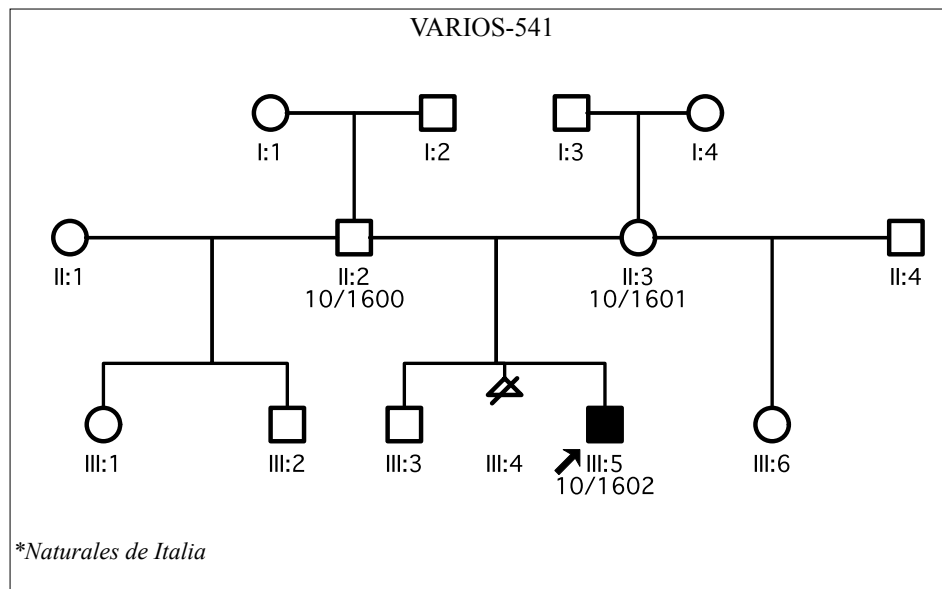 VARIOS-541
I:1 I:2 I:3 I:4
II:1 II:2 II:3 II:4
10/1600 10/1601
III:1 III:2 III:3 III:4 III:5 III:6
10/1602
*Naturales de Italia